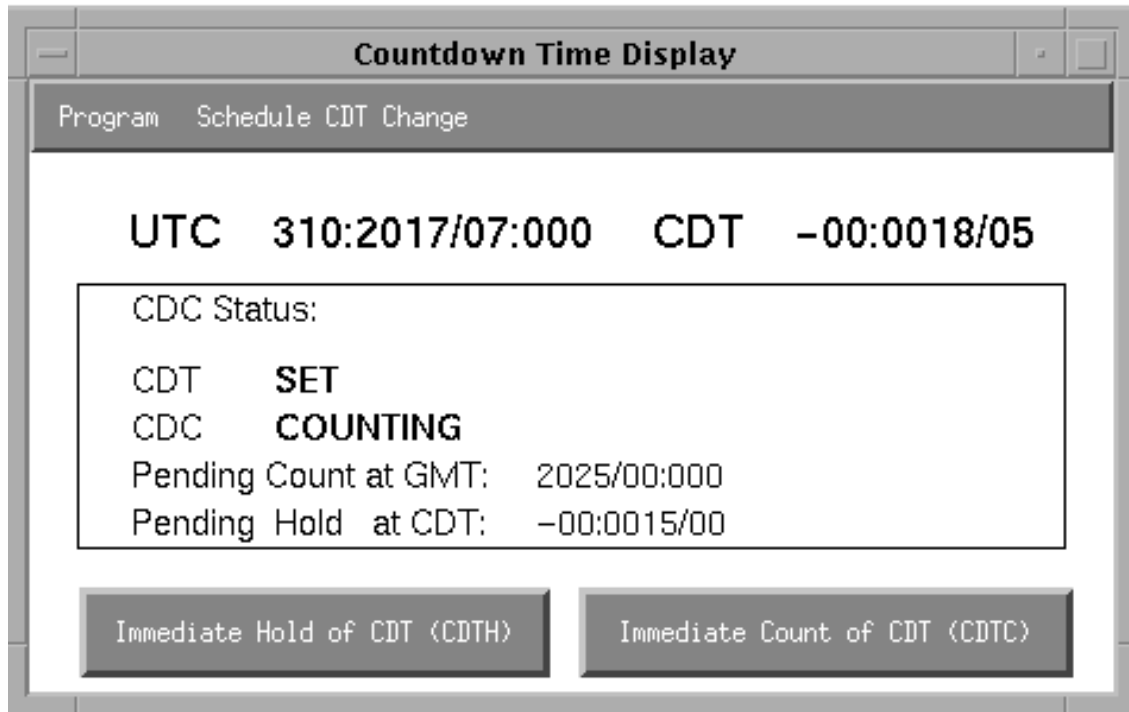 Countdown Time Display
Program Schedule CDT Change
UTC 310:2017/07:000 CDT -00:0018/05
CDC Status:
CDT SET
CDC COUNTING
Pending Count at GMT: 2025/00:000
Pending Hold at CDT: -00:0015/00
Immediate Hold of CDT (CDTH) Immediate Count of CDT (CDTC)